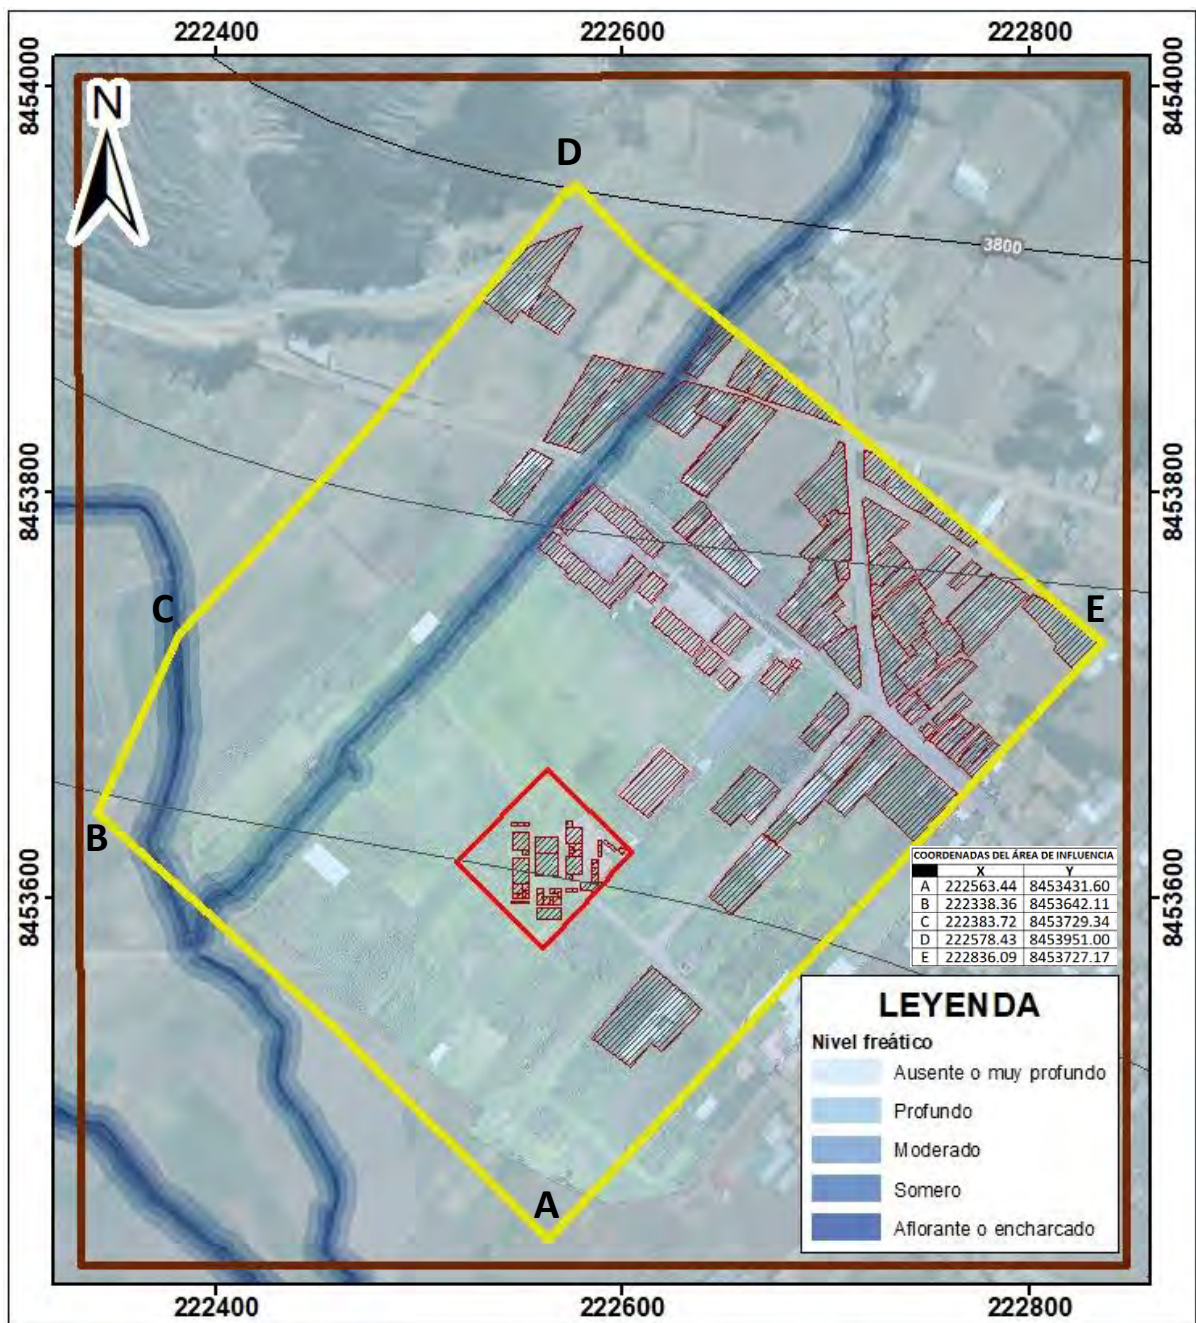 222400 222600 222800
8454000 8454000
N
D
3800
8453800 8453800
C
E
B
8453600 8453600
COORDENADAS DEL ÁREA DE INFLUENCIA
X Y
A 222563.44 8453431.60
B 222338.36 8453642.11
C 222383.72 8453729.34
D 222578.43 8453951.00
E 222836.09 8453727.17
LEYENDA
Nivel freático
Ausente o muy profundo
Profundo
Moderado
Somero
Aflorante o encharcado
A
222400 222600 222800